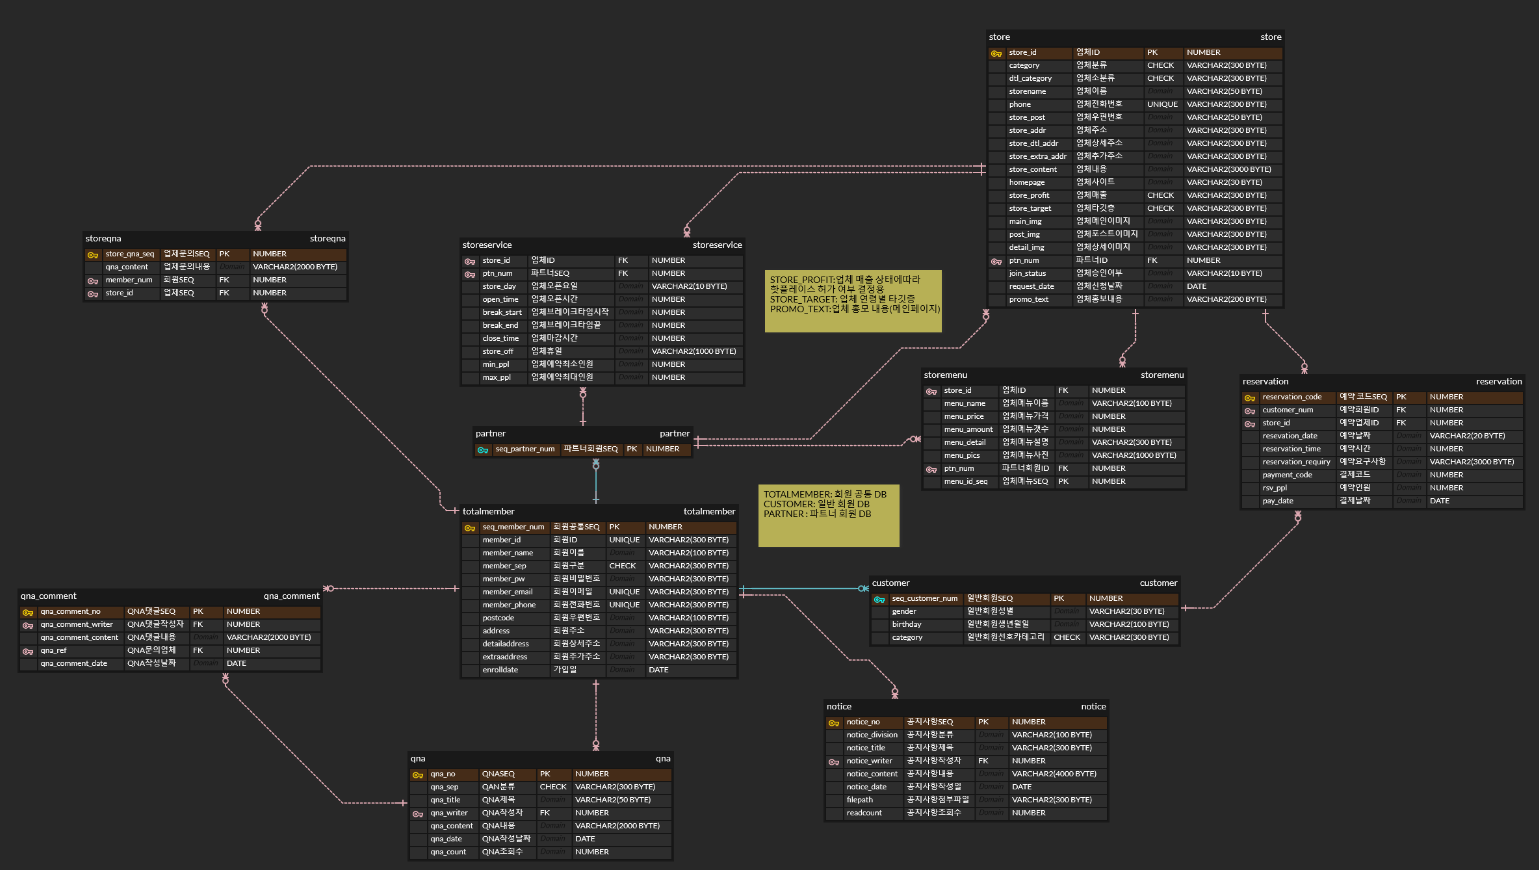 store store
store_id 업체ID PK NUMBER
category 업체분류 CHECK VARCHAR2(300 BYTE)
dtl_category 업체소분류 CHECK VARCHAR2(300 BYTE)
storename 업체이름 Domain VARCHAR2(50 BYTE)
phone 업체전화번호 UNIQUE VARCHAR2(300 BYTE)
store_post 업체우편번호 Domain VARCHAR2(50 BYTE)
store_addr 업체주소 Domain VARCHAR2(300 BYTE)
store_dtl_addr 업체상세주소 Domain VARCHAR2(300 BYTE)
store_extra_addr 업체추가주소 Domain VARCHAR2(300 BYTE)
store_content 업체내용 Domain VARCHAR2(3000 BYTE)
homepage 업체사이트 Domain VARCHAR2(30 BYTE)
store_profit 업체매출 CHECK VARCHAR2(300 BYTE)
store_target 업체타깃층 CHECK VARCHAR2(300 BYTE)
main_img 업체메인이미지 Domain VARCHAR2(300 BYTE)
post_img 업체포스트이미지 Domain VARCHAR2(300 BYTE)
detail_img 업체상세이미지 Domain VARCHAR2(300 BYTE)
ptn_num 파트너ID FK NUMBER
join_status 업체승인여부 Domain VARCHAR2(10 BYTE)
request_date 업체신청날짜 Domain DATE
promo_text 업체홍보내용 Domain VARCHAR2(200 BYTE)
storeqna storeqna
store_qna_seq 업체문의SEQ PK NUMBER
qna_content 업체문의내용 Domain VARCHAR2(2000 BYTE)
member_num 회원SEQ FK NUMBER
store_id 업체SEQ FK NUMBER
storeservice storeservice
store_id 업체ID FK NUMBER
ptn_num 파트너SEQ FK NUMBER
store_day 업체오픈요일 Domain VARCHAR2(10 BYTE)
open_time 업체오픈시간 Domain NUMBER
break_start 업체브레이크타임시작 Domain NUMBER
break_end 업체브레이크타임끝 Domain NUMBER
close_time 업체마감시간 Domain NUMBER
store_off 업체휴일 Domain VARCHAR2(1000 BYTE)
min_ppl 업체예약최소인원 Domain NUMBER
max_ppl 업체예약최대인원 Domain NUMBER
STORE_PROFIT:업체 매출 상태에따라
핫플레이스 허가 여부 결정용
STORE_TARGET: 업체 연령별 타깃층
PROMO_TEXT:업체 홍모 내용(메인페이지)
storemenu storemenu
store_id 업체ID FK NUMBER
menu_name 업체메뉴이름 Domain VARCHAR2(100 BYTE)
menu_price 업체메뉴가격 Domain NUMBER
menu_amount 업체메뉴갯수 Domain NUMBER
menu_detail 업체메뉴설명 Domain VARCHAR2(300 BYTE)
menu_pics 업체메뉴사진 Domain VARCHAR2(1000 BYTE)
ptn_num 파트너회원ID FK NUMBER
menu_id_seq 업체메뉴SEQ PK NUMBER
reservation reservation
reservation_code 예약 코드SEQ PK NUMBER
customer_num 예약회원ID FK NUMBER
store_id 예약업체ID FK NUMBER
resevation_date 예약날짜 Domain VARCHAR2(20 BYTE)
reservation_time 예약시간 Domain NUMBER
reservation_requiry 예약요구사항 Domain VARCHAR2(3000 BYTE)
payment_code 결제코드 Domain NUMBER
rsv_ppl 예약인원 Domain NUMBER
pay_date 결제날짜 Domain DATE
partner partner
seq_partner_num 파트너회원SEQ PK NUMBER
TOTALMEMBER: 회원 공통 DB
CUSTOMER: 일반 회원 DB
PARTNER : 파트너 회원 DB
totalmember totalmember
seq_member_num 회원공통SEQ PK NUMBER
member_id 회원ID UNIQUE VARCHAR2(300 BYTE)
member_name 회원이름 Domain VARCHAR2(100 BYTE)
member_sep 회원구분 CHECK VARCHAR2(300 BYTE)
member_pw 회원비밀번호 Domain VARCHAR2(300 BYTE)
member_email 회원이메일 UNIQUE VARCHAR2(300 BYTE)
member_phone 회원전화번호 UNIQUE VARCHAR2(300 BYTE)
postcode 회원우편번호 Domain VARCHAR2(100 BYTE)
address 회원주소 Domain VARCHAR2(300 BYTE)
detailaddress 회원상세주소 Domain VARCHAR2(300 BYTE)
extraaddress 회원추가주소 Domain VARCHAR2(300 BYTE)
enrolldate 가입일 Domain DATE
customer customer
seq_customer_num 일반회원SEQ PK NUMBER
gender 일반회원성별 Domain VARCHAR2(30 BYTE)
birthday 일반회원생년월일 Domain VARCHAR2(100 BYTE)
category 일반회원선호카테고리 CHECK VARCHAR2(300 BYTE)
qna_comment qna_comment
qna_comment_no QNA댓글SEQ PK NUMBER
qna_comment_writer QNA댓글작성자 FK NUMBER
qna_comment_content QNA댓글내용 Domain VARCHAR2(2000 BYTE)
qna_ref QNA문의업체 FK NUMBER
qna_comment_date QNA작성날짜 Domain DATE
notice notice
notice_no 공지사항SEQ PK NUMBER
notice_division 공지사항분류 Domain VARCHAR2(100 BYTE)
notice_title 공지사항제목 Domain VARCHAR2(300 BYTE)
notice_writer 공지사항작성자 FK NUMBER
notice_content 공지사항내용 Domain VARCHAR2(4000 BYTE)
notice_date 공지사항작성일 Domain DATE
filepath 공지사항첨부파일 Domain VARCHAR2(300 BYTE)
readcount 공지사항조회수 Domain NUMBER
qna qna
qna_no QNASEQ PK NUMBER
qna_sep QAN분류 CHECK VARCHAR2(300 BYTE)
qna_title QNA제목 Domain VARCHAR2(50 BYTE)
qna_writer QNA작성자 FK NUMBER
qna_content QNA내용 Domain VARCHAR2(2000 BYTE)
qna_date QNA작성날짜 Domain DATE
qna_count QNA조회수 Domain NUMBER